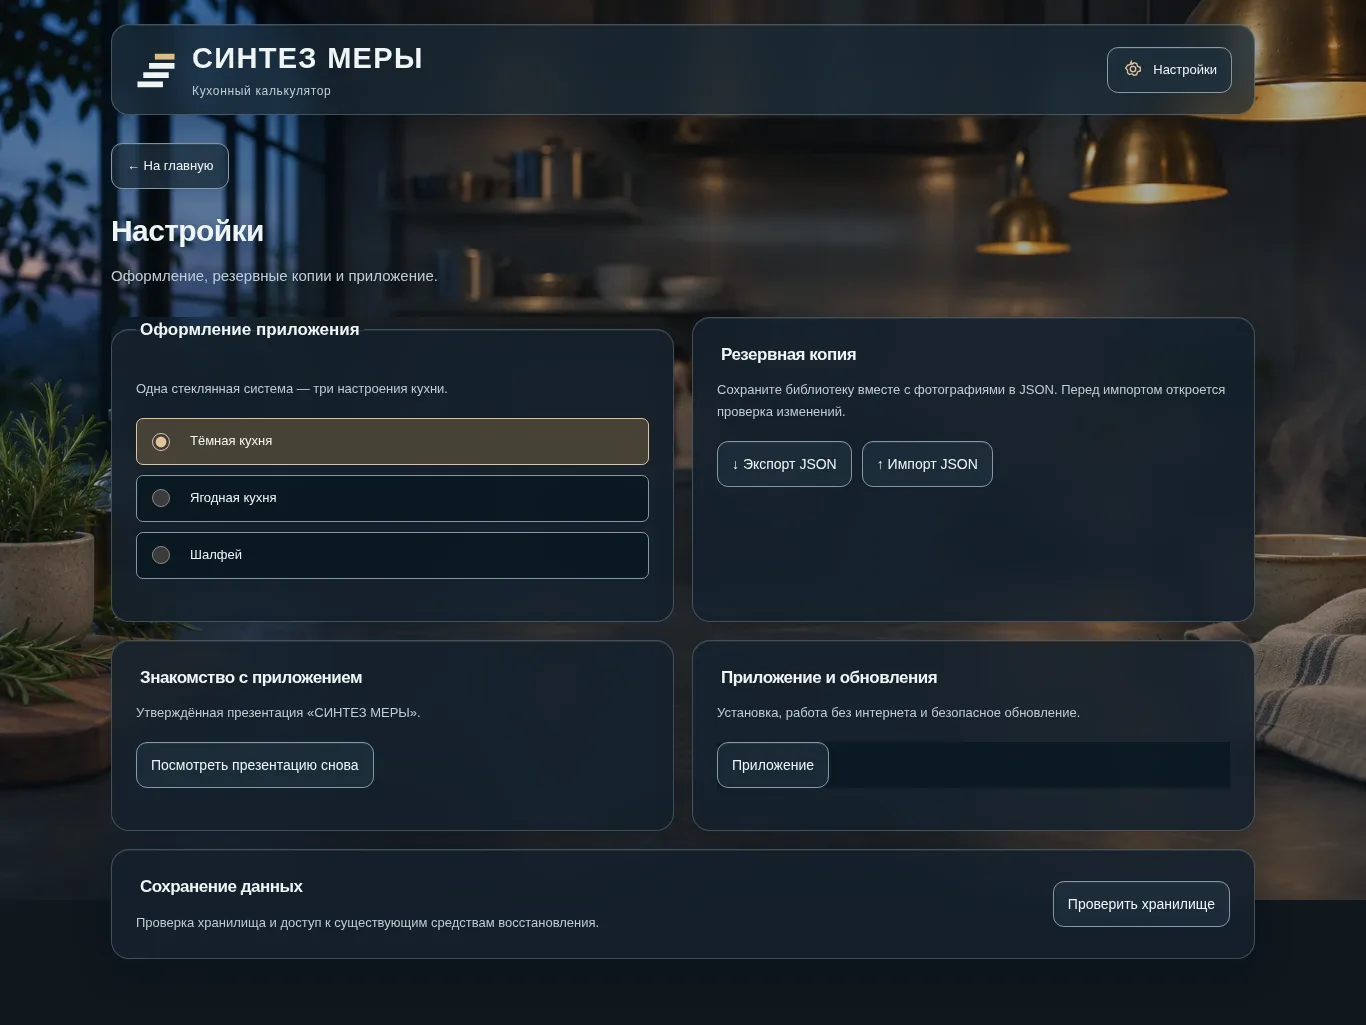 СИНТЕЗ МЕРЫ
Кухонный калькулятор
Настройки
← На главную
Настройки
Оформление, резервные копии и приложение.
Оформление приложения
Одна стеклянная система — три настроения кухни.
Тёмная кухня
Ягодная кухня
Шалфей
Резервная копия
Сохраните библиотеку вместе с фотографиями в JSON. Перед импортом откроется
проверка изменений.
↓ Экспорт JSON
↑ Импорт JSON
Знакомство с приложением
Утверждённая презентация «СИНТЕЗ МЕРЫ».
Посмотреть презентацию снова
Приложение и обновления
Установка, работа без интернета и безопасное обновление.
Приложение
Сохранение данных
Проверка хранилища и доступ к существующим средствам восстановления.
Проверить хранилище